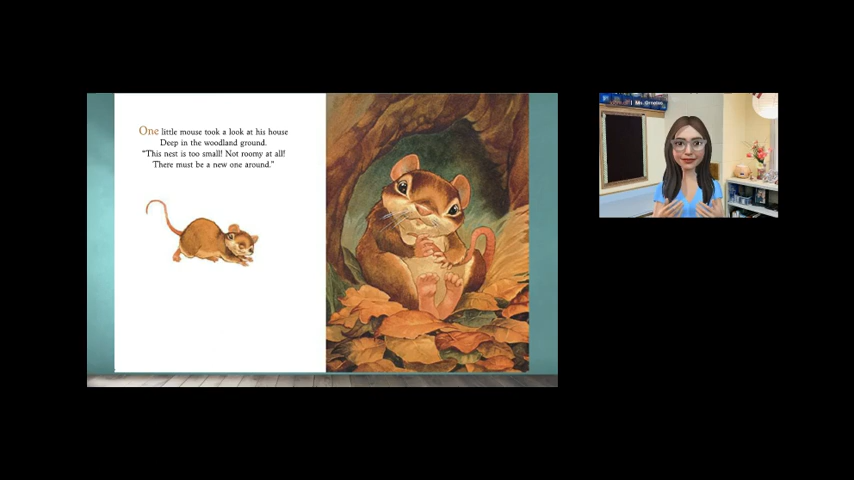 One little mouse took a look at his house
Deep in the woodland ground.
“This nest is too small! Not roomy at all!
There must be a new one around.”